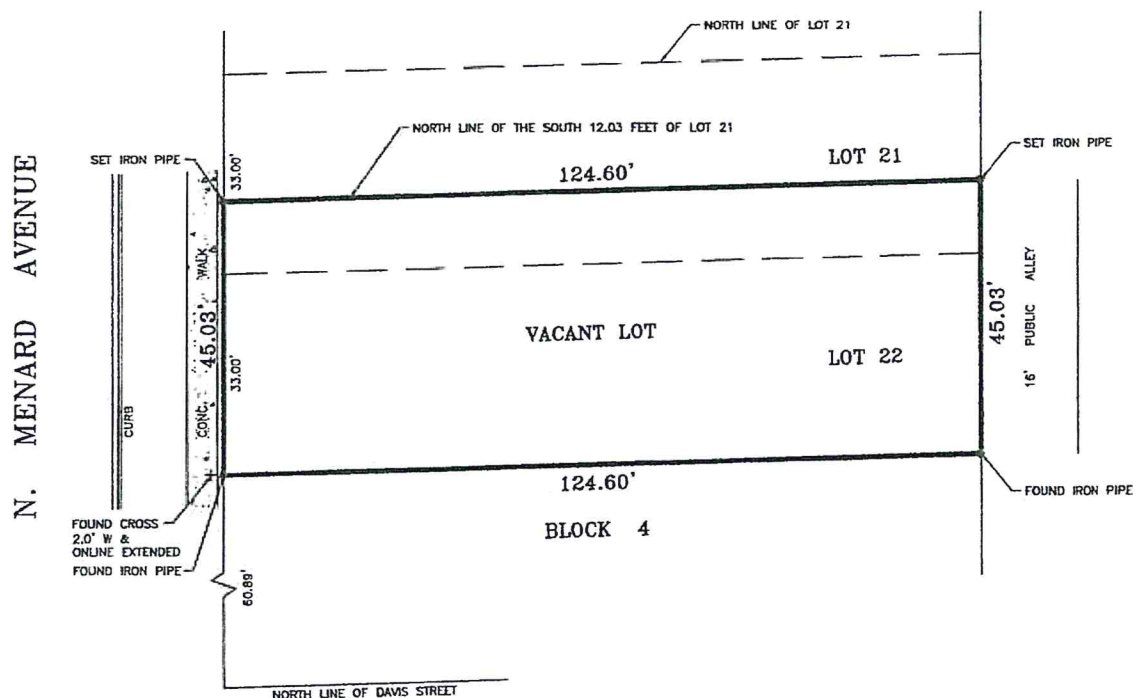 NORTH LINE OF LOT 21
NORTH LINE OF THE SOUTH 12.03 FEET OF LOT 21
SET IRON PIPE
SET IRON PIPE
33.00'
124.60'
LOT 21
N. MENARD AVENUE
CURB
CONC. WALK
45.03'
33.00'
VACANT LOT
LOT 22
45.03'
16' PUBLIC ALLEY
124.60'
FOUND IRON PIPE
BLOCK 4
FOUND CROSS
2.0' W &
ONLINE EXTENDED
FOUND IRON PIPE
60.89'
NORTH LINE OF DAVIS STREET